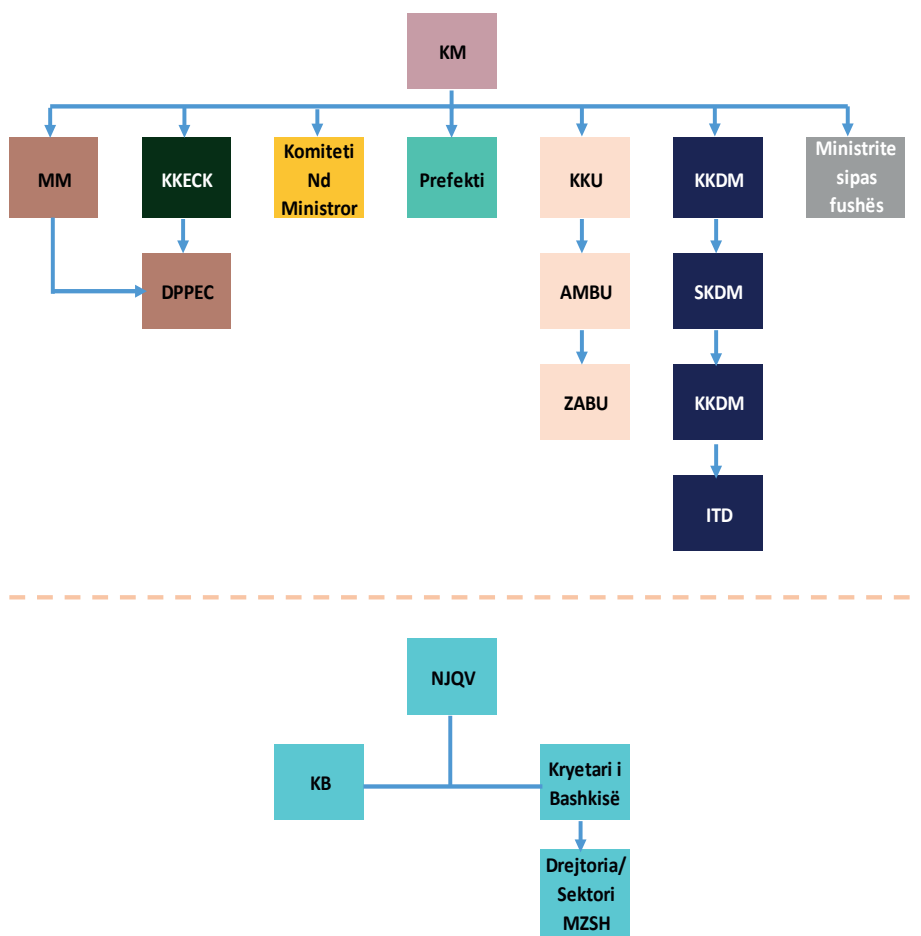 KM
MM
KKECK
Komiteti
Nd
Ministror
Prefekti
KKU
KKDM
Ministrite
sipas
fushës
DPPEC
AMBU
SKDM
ZABU
KKDM
ITD
NJQV
KB
Kryetari i
Bashkisë
Drejtoria/
Sektori
MZSH